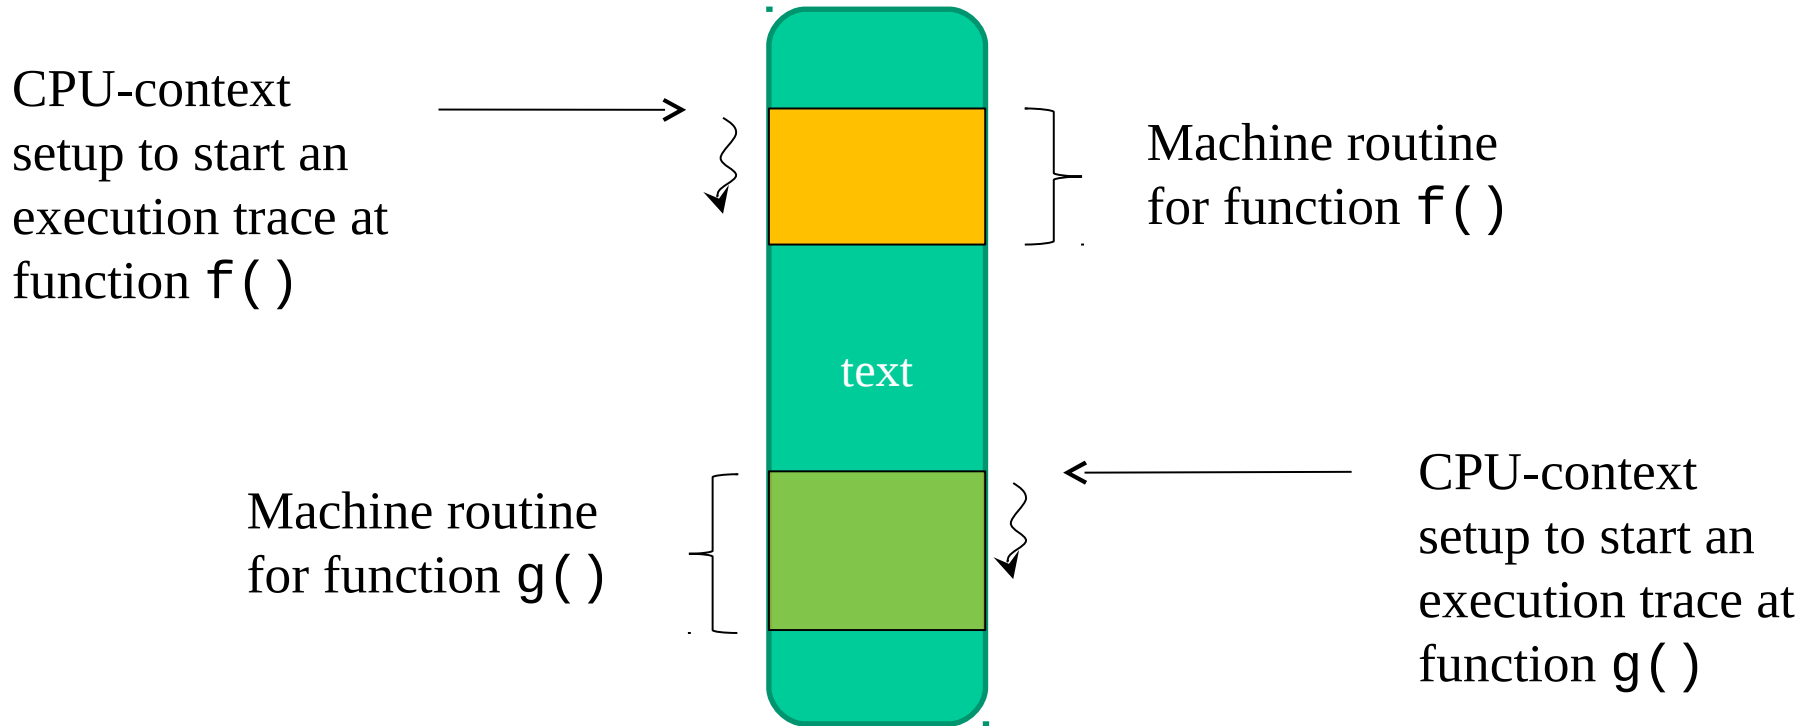 CPU-context
setup to start an
execution trace at
function f()
Machine routine
for function f()
text
Machine routine
for function g()
CPU-context
setup to start an
execution trace at
function g()